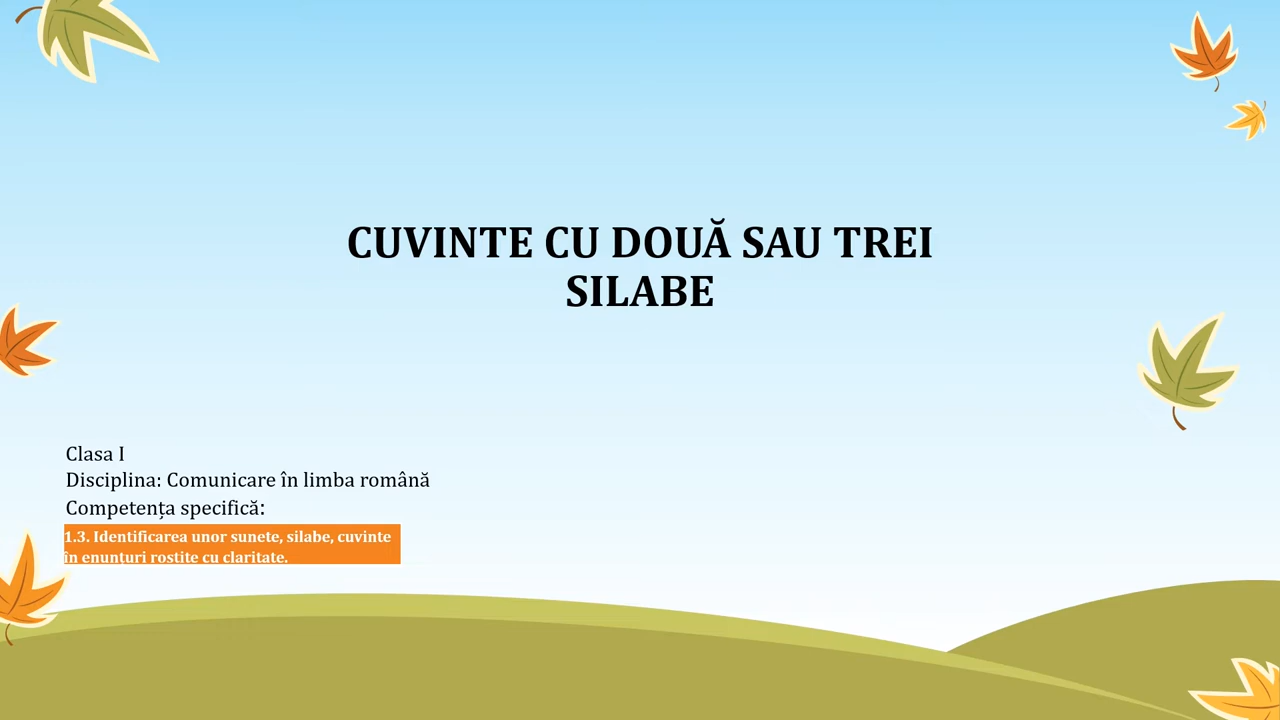 CUVINTE CU DOUĂ SAU TREI
SILABE
Clasa I
Disciplina: Comunicare în limba română
Competența specifică:
1.3. Identificarea unor sunete, silabe, cuvinte
în enunțuri rostite cu claritate.